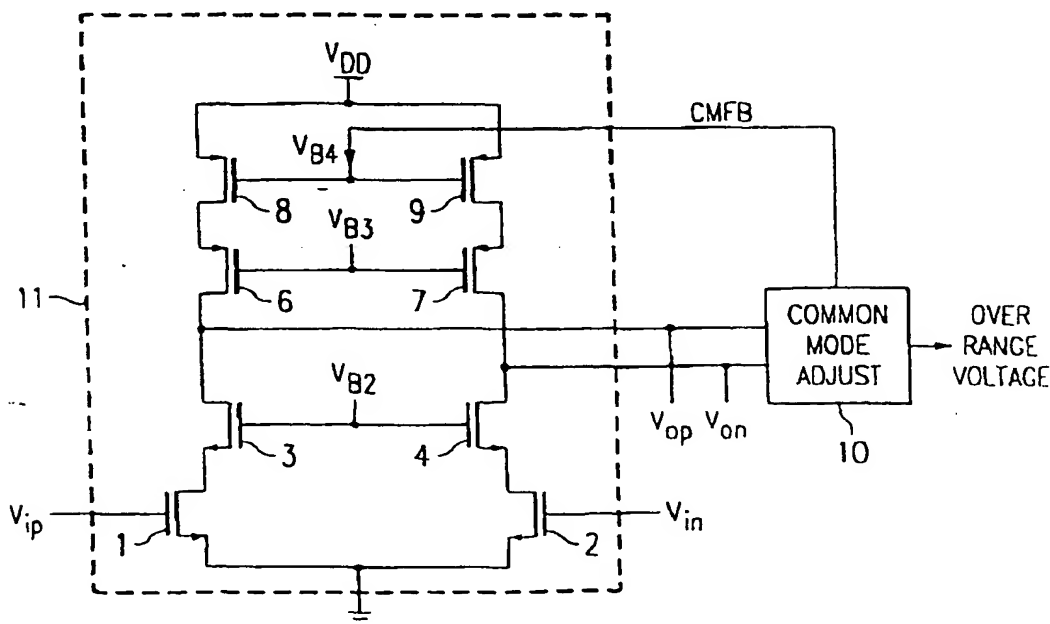 V_DD
CMFB
V_B4
8
9
V_B3
11
6
7
COMMON
MODE
ADJUST
OVER
RANGE
VOLTAGE
V_B2
V_op
V_on
10
3
4
V_ip
V_in
1
2